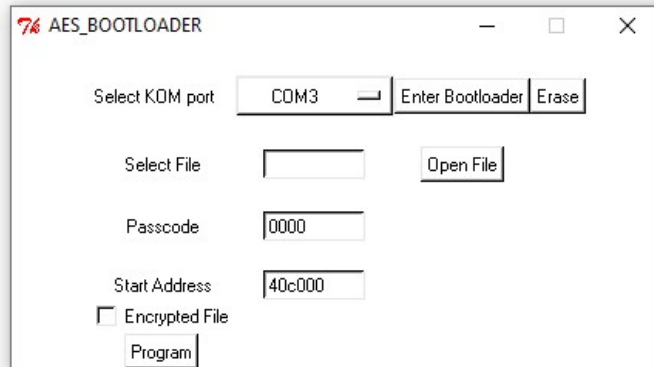 AES_BOOTLOADER
Select KOM port COM3 Enter Bootloader Erase
Select File Open File
Passcode 0000
Start Address 40c000
Encrypted File
Program